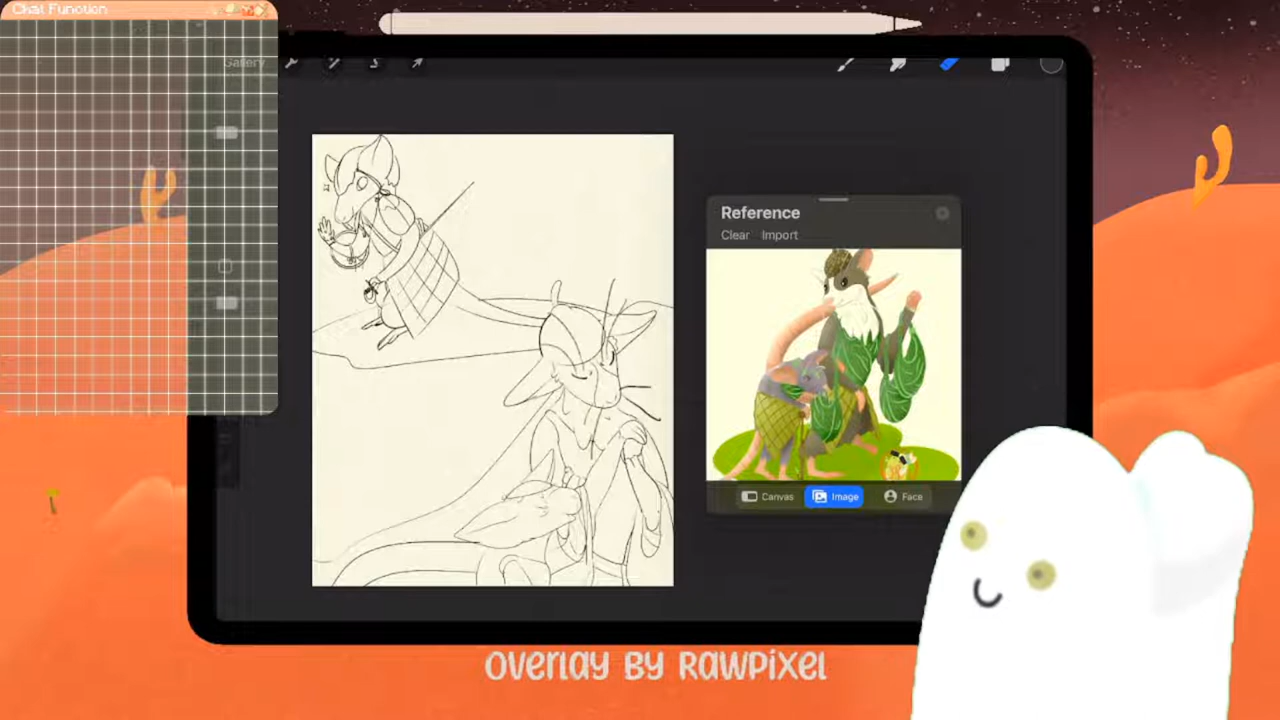 Chat Function
Gallery
Reference
Clear Import
Canvas Image Face
Overlay by Rawpixel